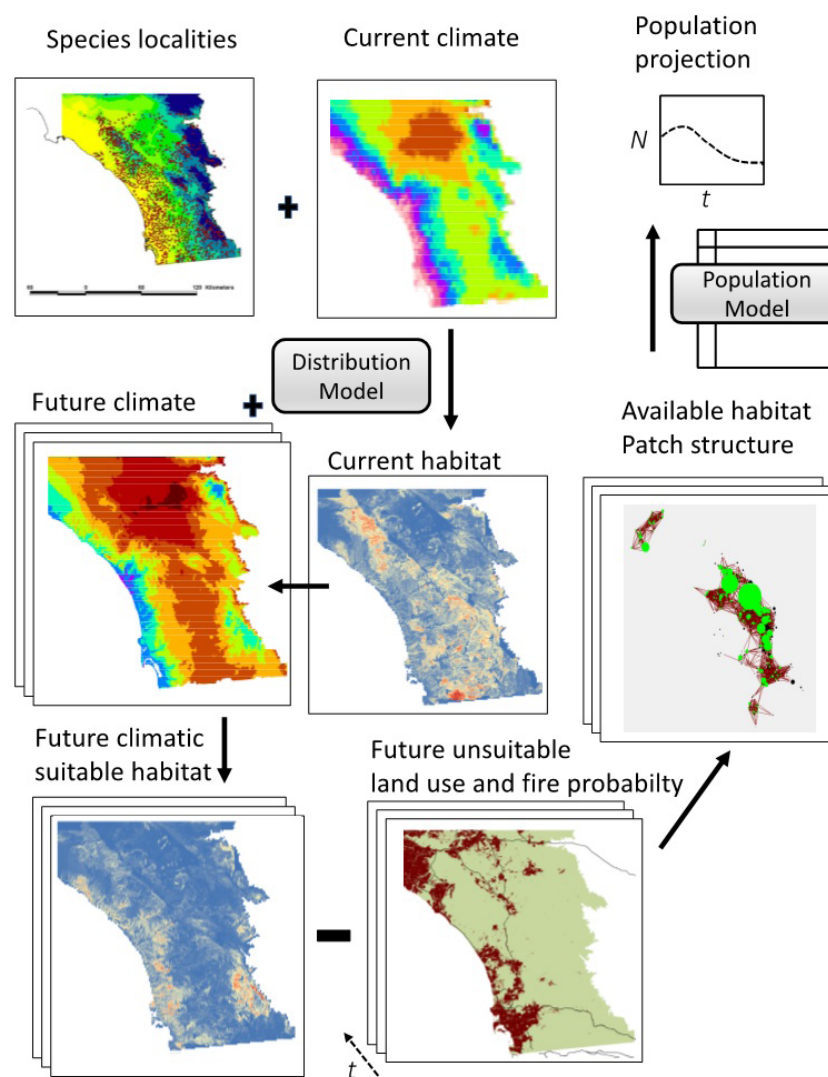 Species localities
Current climate
Population
projection
N
t
Population
Model
Distribution
Model
Future climate
Current habitat
Available habitat
Patch structure
Future climatic
suitable habitat
Future unsuitable
land use and fire probabilty
t